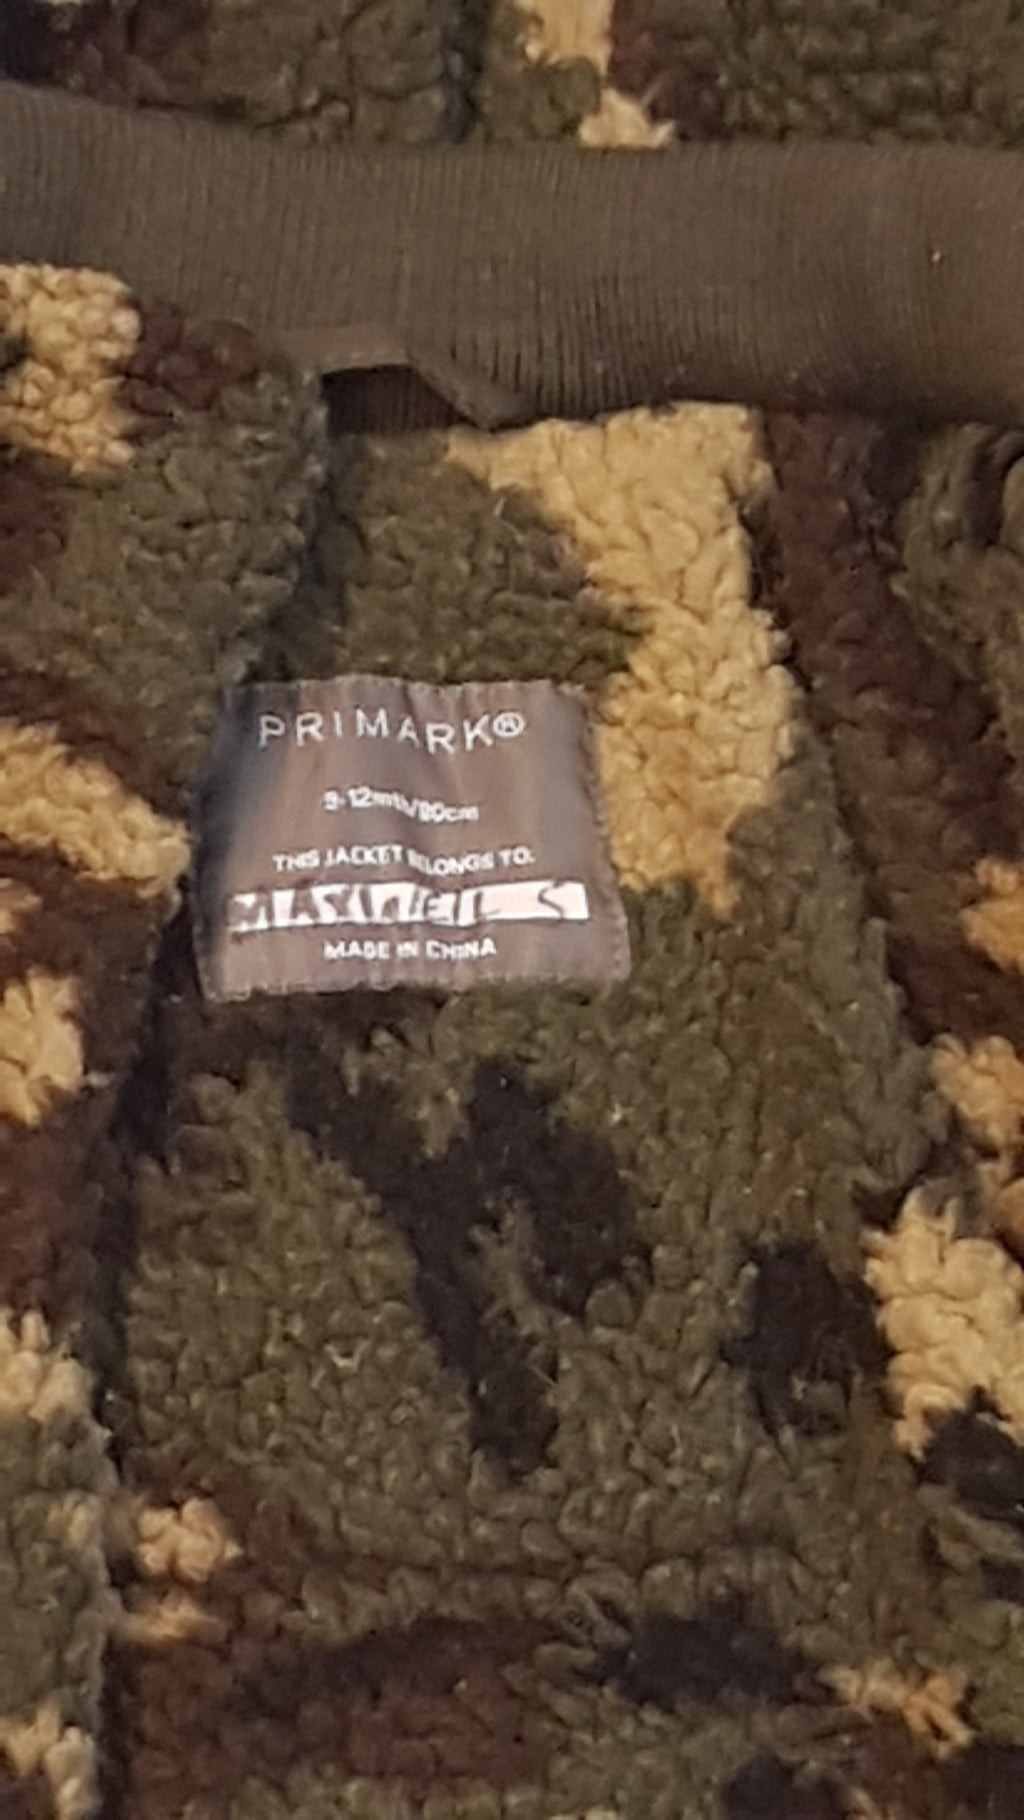 PRIMARK®
9-12mth/80cm
THIS JACKET BELONGS TO:
MADE IN CHINA